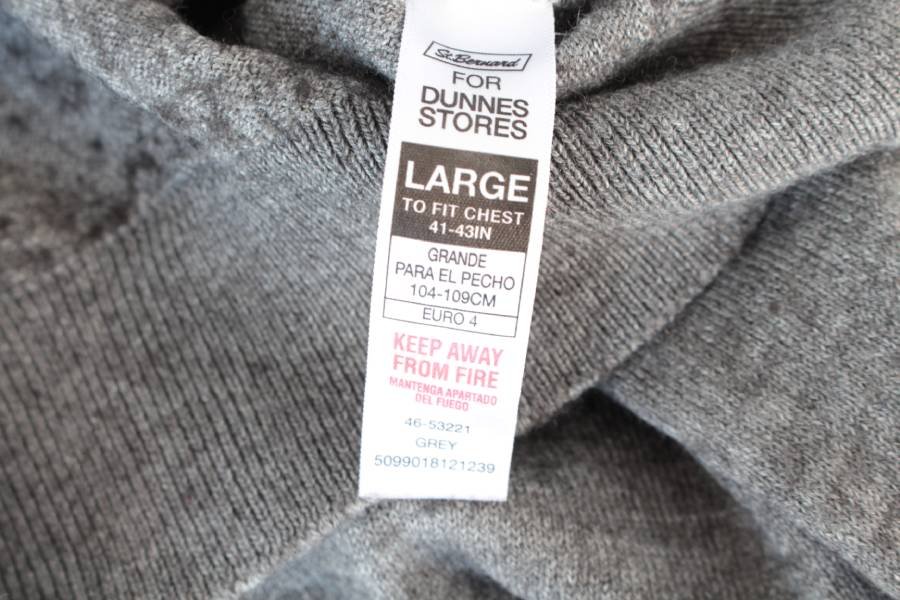 St. Bernard
FOR
DUNNES
STORES
LARGE
TO FIT CHEST
41-43IN
GRANDE
PARA EL PECHO
104-109CM
EURO 4
KEEP AWAY
FROM FIRE
MANTENGA APARTADO
DEL FUEGO
46-53221
GREY
5099018121239